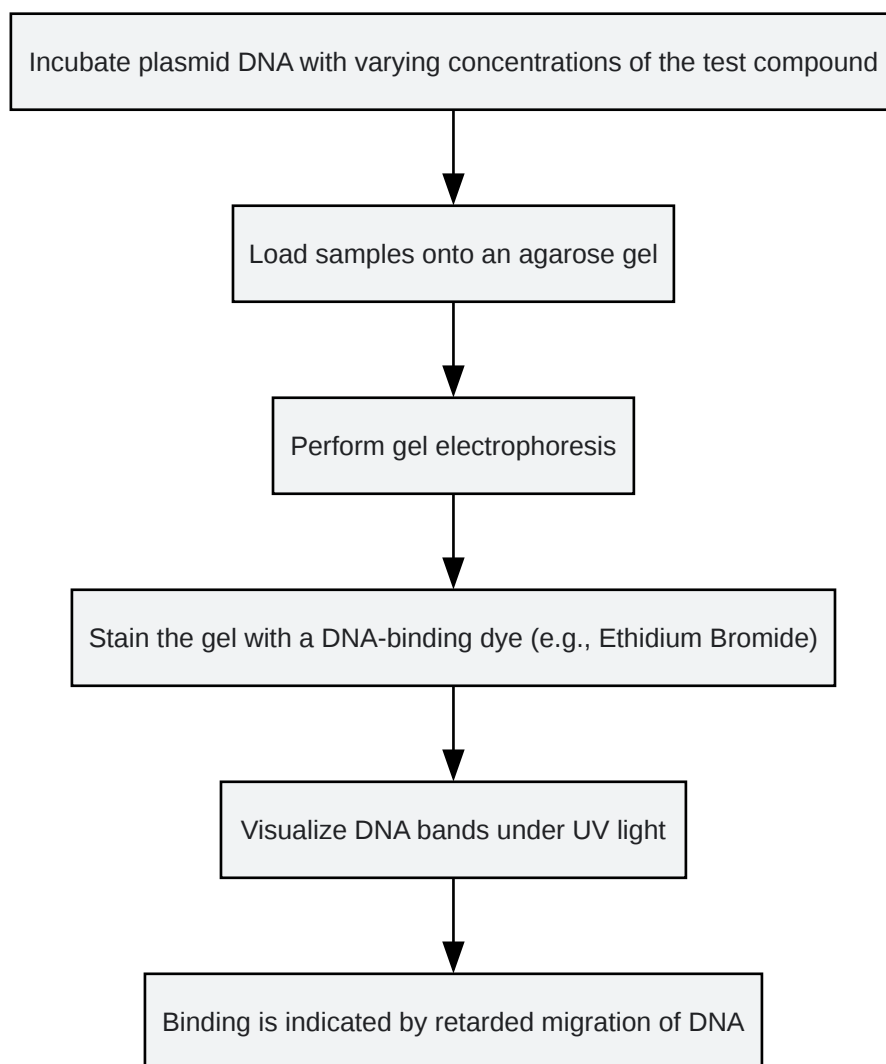 Incubate plasmid DNA with varying concentrations of the test compound
Load samples onto an agarose gel
Perform gel electrophoresis
Stain the gel with a DNA-binding dye (e.g., Ethidium Bromide)
Visualize DNA bands under UV light
Binding is indicated by retarded migration of DNA